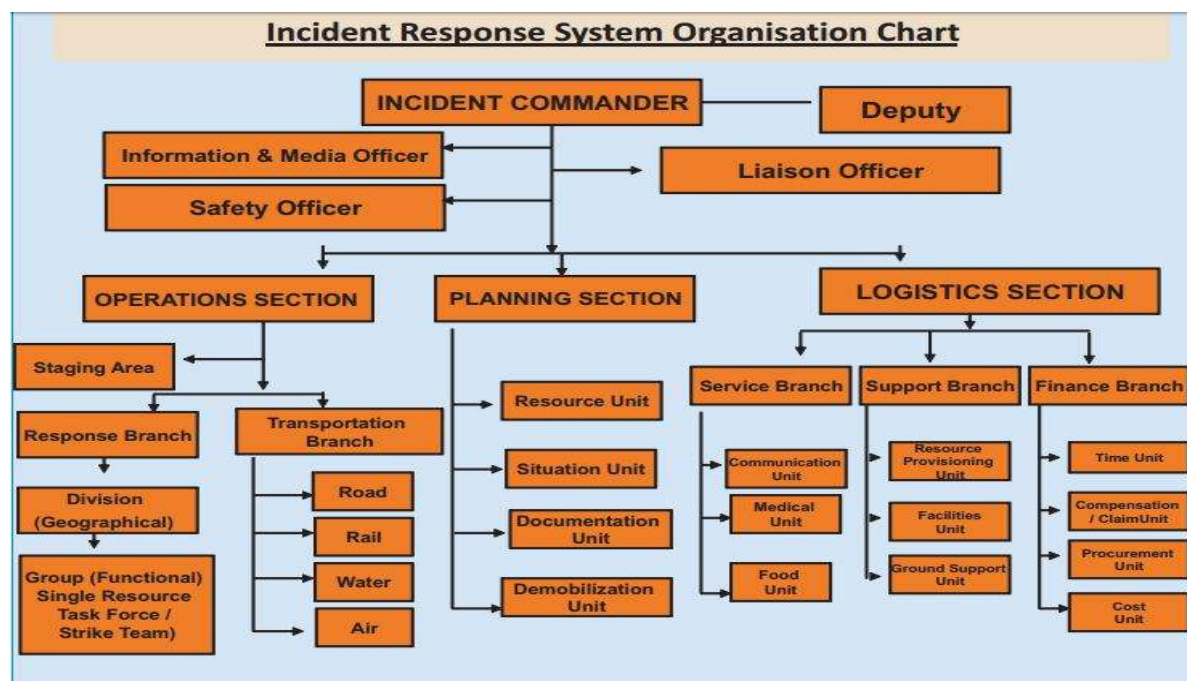 Incident Response System Organisation Chart
INCIDENT COMMANDER
Deputy
Information & Media Officer
Liaison Officer
Safety Officer
OPERATIONS SECTION
PLANNING SECTION
LOGISTICS SECTION
Staging Area
Response Branch
Transportation
Branch
Division
(Geographical)
Group (Functional)
Single Resource
Task Force /
Strike Team)
Road
Rail
Water
Air
Resource Unit
Situation Unit
Documentation
Unit
Demobilization
Unit
Service Branch
Support Branch
Finance Branch
Communication
Unit
Medical
Unit
Food
Unit
Resource
Provisioning
Unit
Facilities
Unit
Ground Support
Unit
Time Unit
Compensation
/ ClaimUnit
Procurement
Unit
Cost
Unit